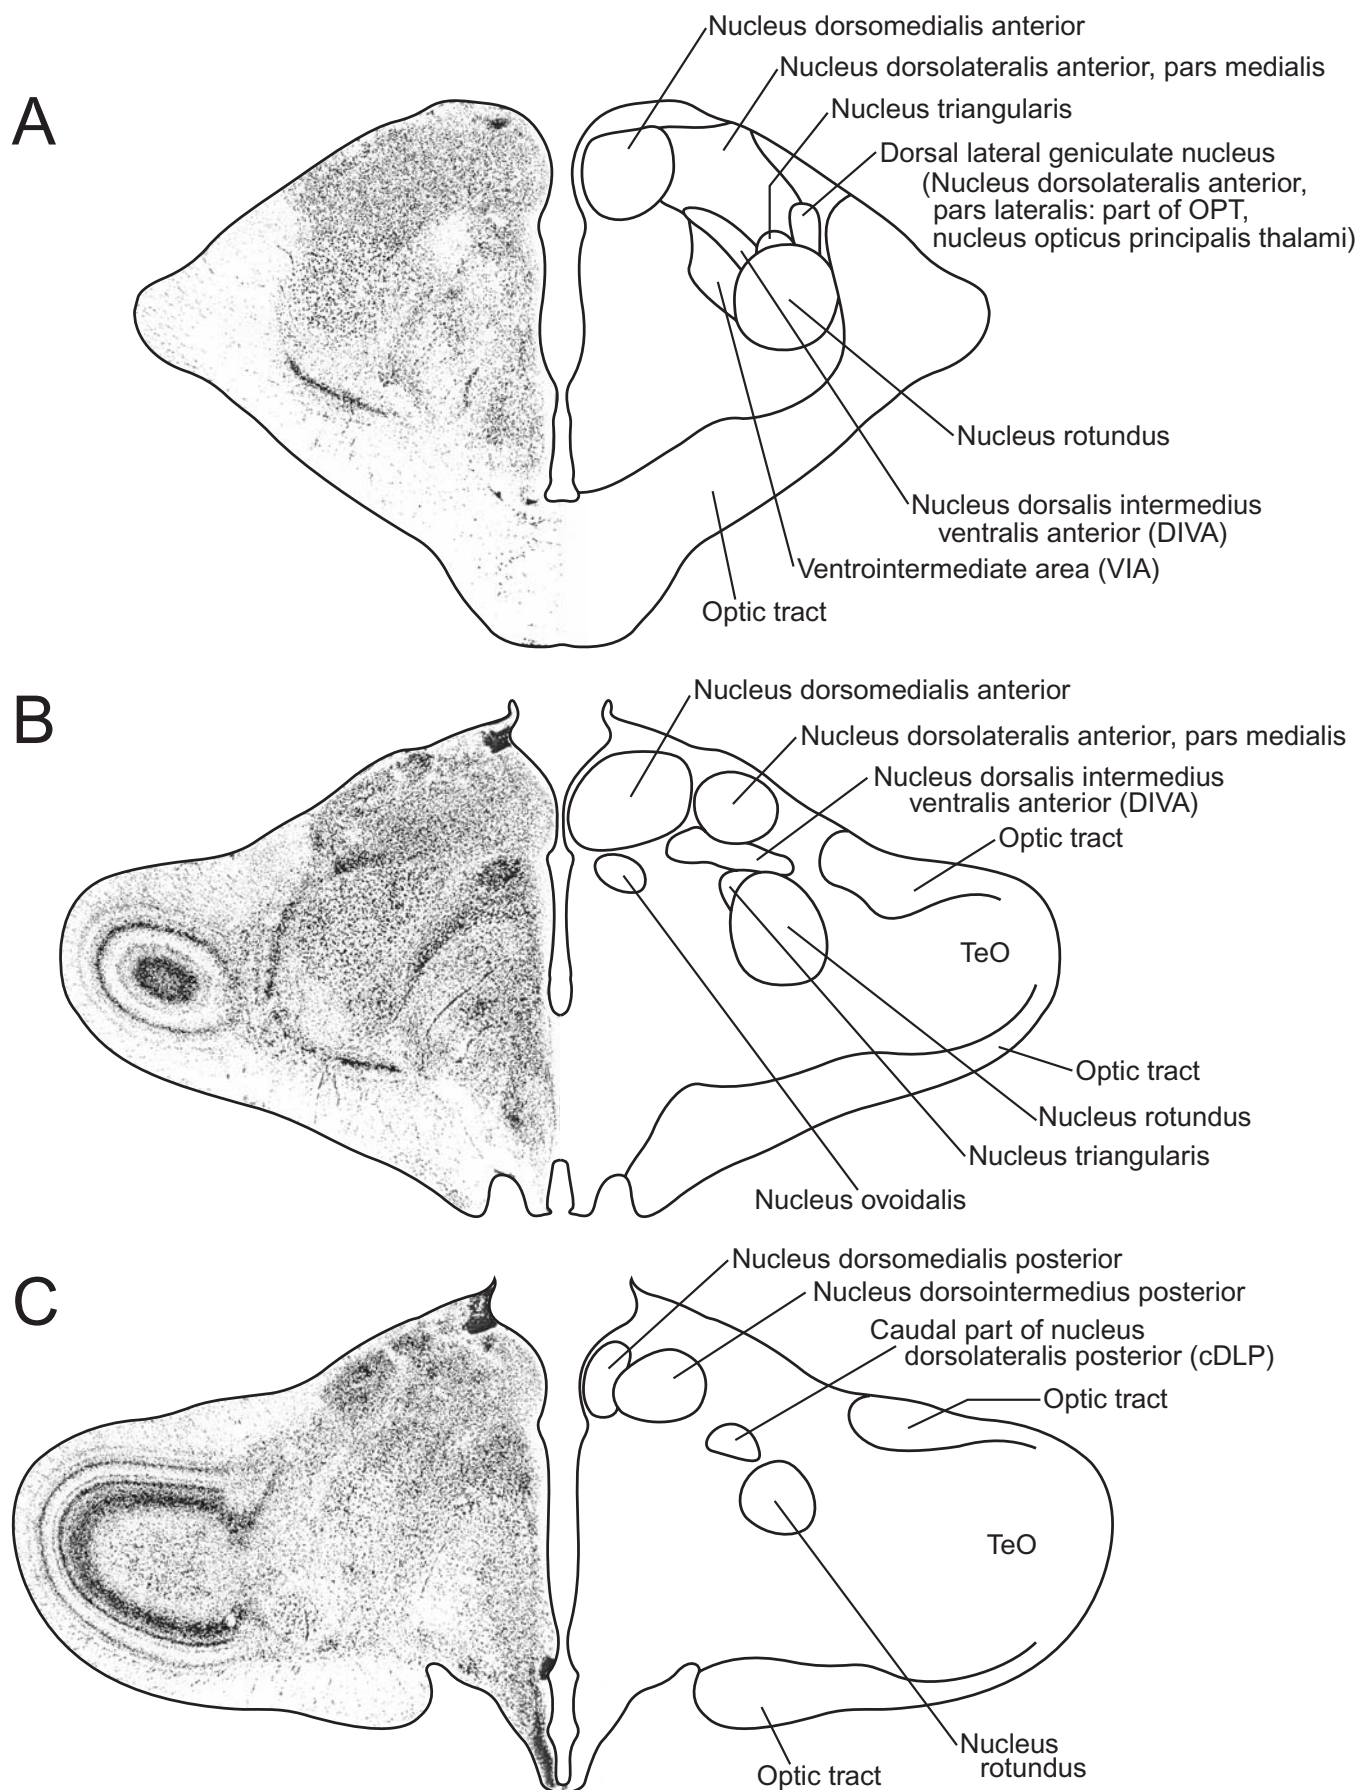 A
Nucleus dorsomedialis anterior
Nucleus dorsolateralis anterior, pars medialis
Nucleus triangularis
Dorsal lateral geniculate nucleus
(Nucleus dorsolateralis anterior,
pars lateralis: part of OPT,
nucleus opticus principalis thalami)
Nucleus rotundus
Nucleus dorsalis intermedius
ventralis anterior (DIVA)
Ventrointermediate area (VIA)
Optic tract
B
Nucleus dorsomedialis anterior
Nucleus dorsolateralis anterior, pars medialis
Nucleus dorsalis intermedius
ventralis anterior (DIVA)
Optic tract
TeO
Optic tract
Nucleus rotundus
Nucleus triangularis
Nucleus ovoidalis
C
Nucleus dorsomedialis posterior
Nucleus dorsointermedius posterior
Caudal part of nucleus
dorsolateralis posterior (cDLP)
Optic tract
TeO
Nucleus
rotundus
Optic tract